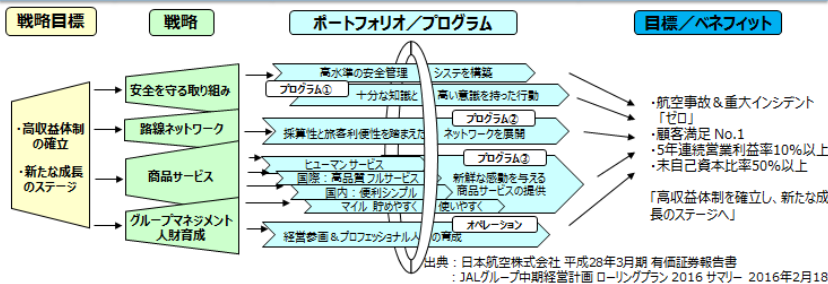 戦略目標
戦略
ポートフォリオ／プログラム
目標／ベネフィット
・高収益体制
の確立
・新たな成長
のステージ
安全を守る取り組み
路線ネットワーク
商品サービス
グループマネジメント
人財育成
高水準の安全管理 システを構築
プログラム①
十分な知識と 高い意識を持った行動
プログラム②
採算性と旅客利便性を踏まえた ネットワークを展開
プログラム③
ヒューマンサービス
国際：高品質フルサービス
国内：便利シンプル
マイル 貯めやすく 使いやすく
新鮮な感動を与える
商品サービスの提供
オペレーション
経営参画＆プロフェッショナル人 の育成
・航空事故＆重大インシデント
「ゼロ」
・顧客満足 No.1
・5年連続営業利益率10%以上
・末自己資本比率50%以上
「高収益体制を確立し、新たな成
長のステージへ」
出典：日本航空株式会社 平成28年3月期 有価証券報告書
：JALグループ中期経営計画 ローリングプラン 2016 サマリー 2016年2月18